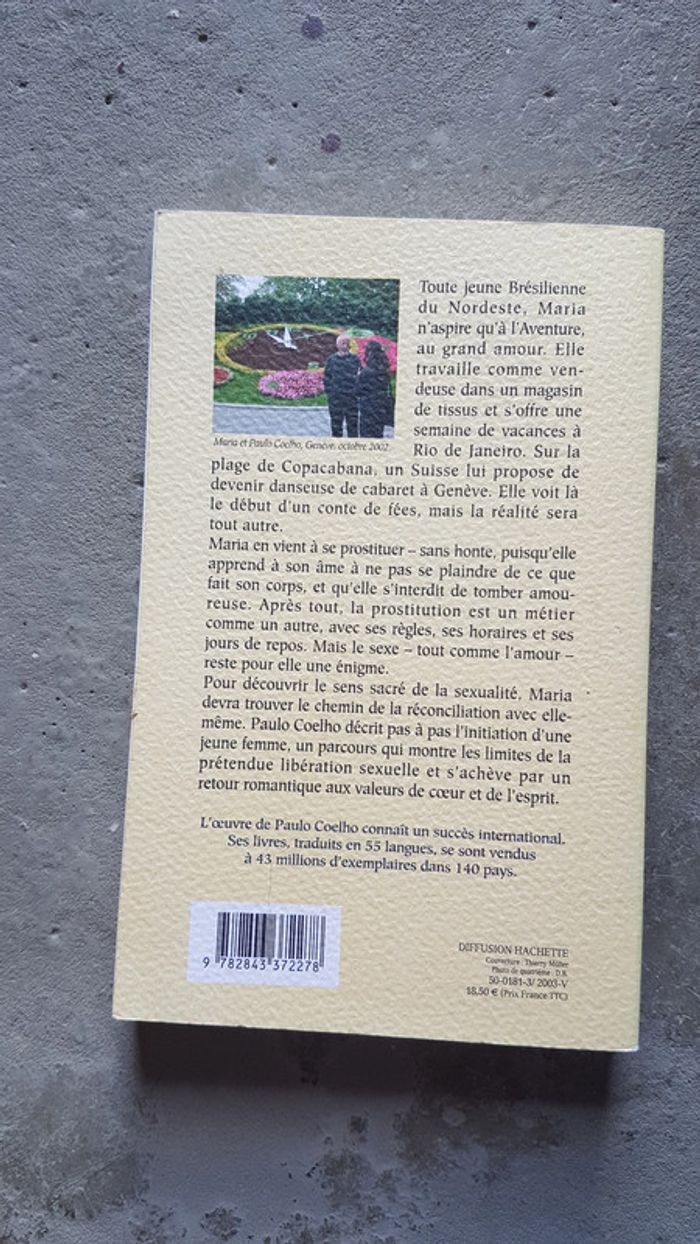 Toute jeune Brésilienne
du Nordeste, Maria
n'aspire qu'à l'Aventure,
au grand amour. Elle
travaille comme ven-
deuse dans un magasin
de tissus et s'offre une
semaine de vacances à
Rio de Janeiro. Sur la
Maria et Paulo Coelho, Genève, octobre 2002
plage de Copacabana, un Suisse lui propose de
devenir danseuse de cabaret à Genève. Elle voit là
le début d'un conte de fées, mais la réalité sera
tout autre.
Maria en vient à se prostituer – sans honte, puisqu'elle
apprend à son âme à ne pas se plaindre de ce que
fait son corps, et qu'elle s'interdit de tomber amou-
reuse. Après tout, la prostitution est un métier
comme un autre, avec ses règles, ses horaires et ses
jours de repos. Mais le sexe – tout comme l'amour –
reste pour elle une énigme.
Pour découvrir le sens sacré de la sexualité, Maria
devra trouver le chemin de la réconciliation avec elle-
même. Paulo Coelho décrit pas à pas l'initiation d'une
jeune femme, un parcours qui montre les limites de la
prétendue libération sexuelle et s'achève par un
retour romantique aux valeurs de cœur et de l'esprit.
L'œuvre de Paulo Coelho connaît un succès international.
Ses livres, traduits en 55 langues, se sont vendus
à 43 millions d'exemplaires dans 140 pays.
9 782843 372278
DIFFUSION HACHETTE
Couverture : Thierry Müller
Photo de quatrième : D.R.
50-0181-3/ 2003-V
18,50 € (Prix France TTC)